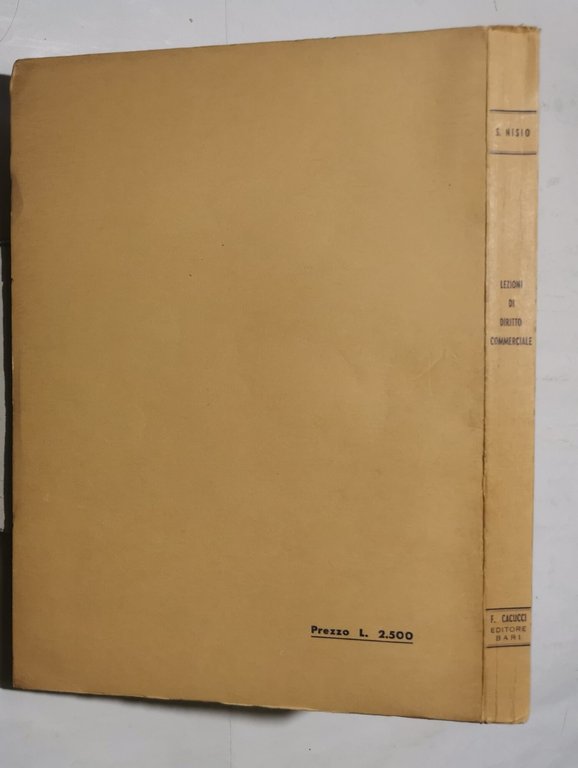 S. NISIO
LEZIONI
DI
DIRITTO
COMMERCIALE
F. CACUCCI
EDITORE
BARI
Prezzo L. 2.500